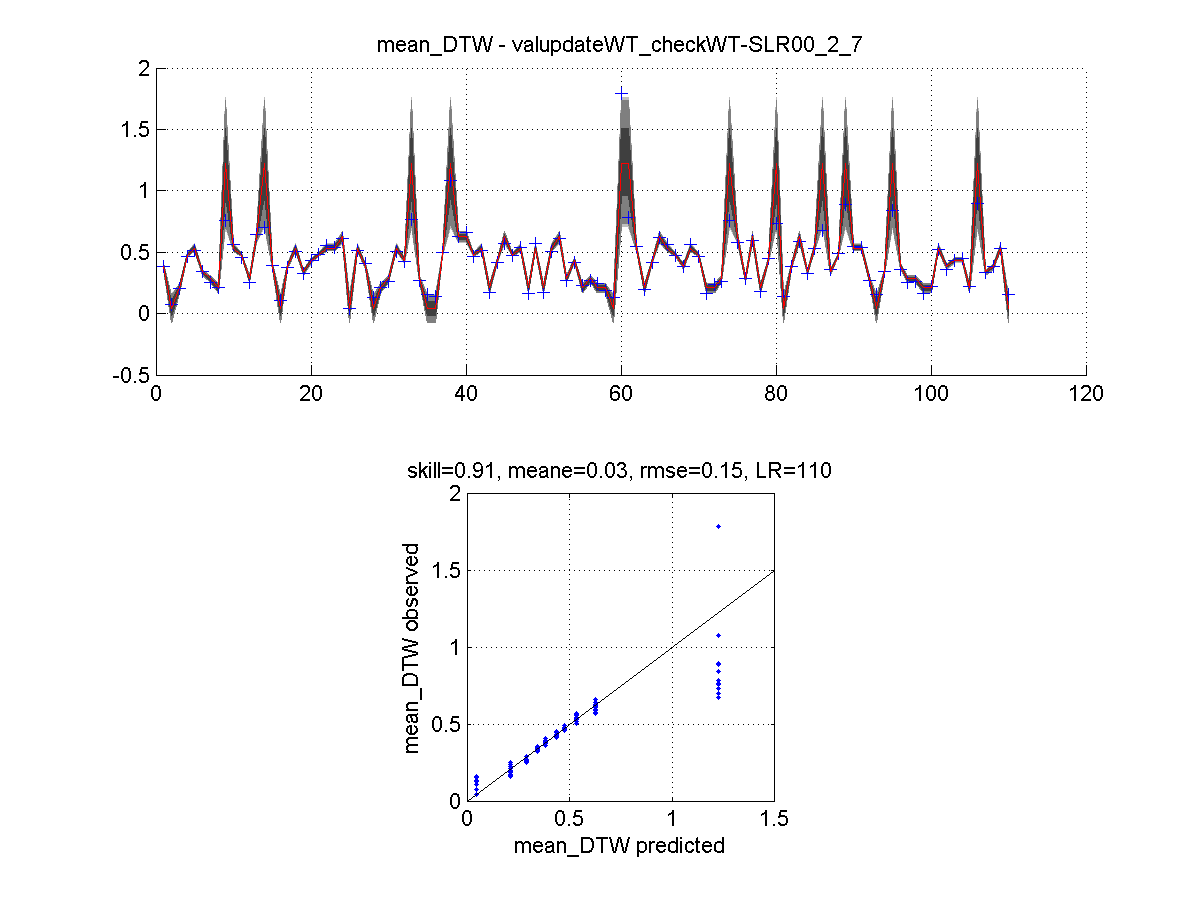 mean_DTW - valupdateWT_checkWT-SLR00_2_7
2
1.5
1
0.5
0
-0.5
0 20 40 60 80 100 120
skill=0.91, meane=0.03, rmse=0.15, LR=110
mean_DTW observed
2
1.5
1
0.5
0
0 0.5 1 1.5
mean_DTW predicted